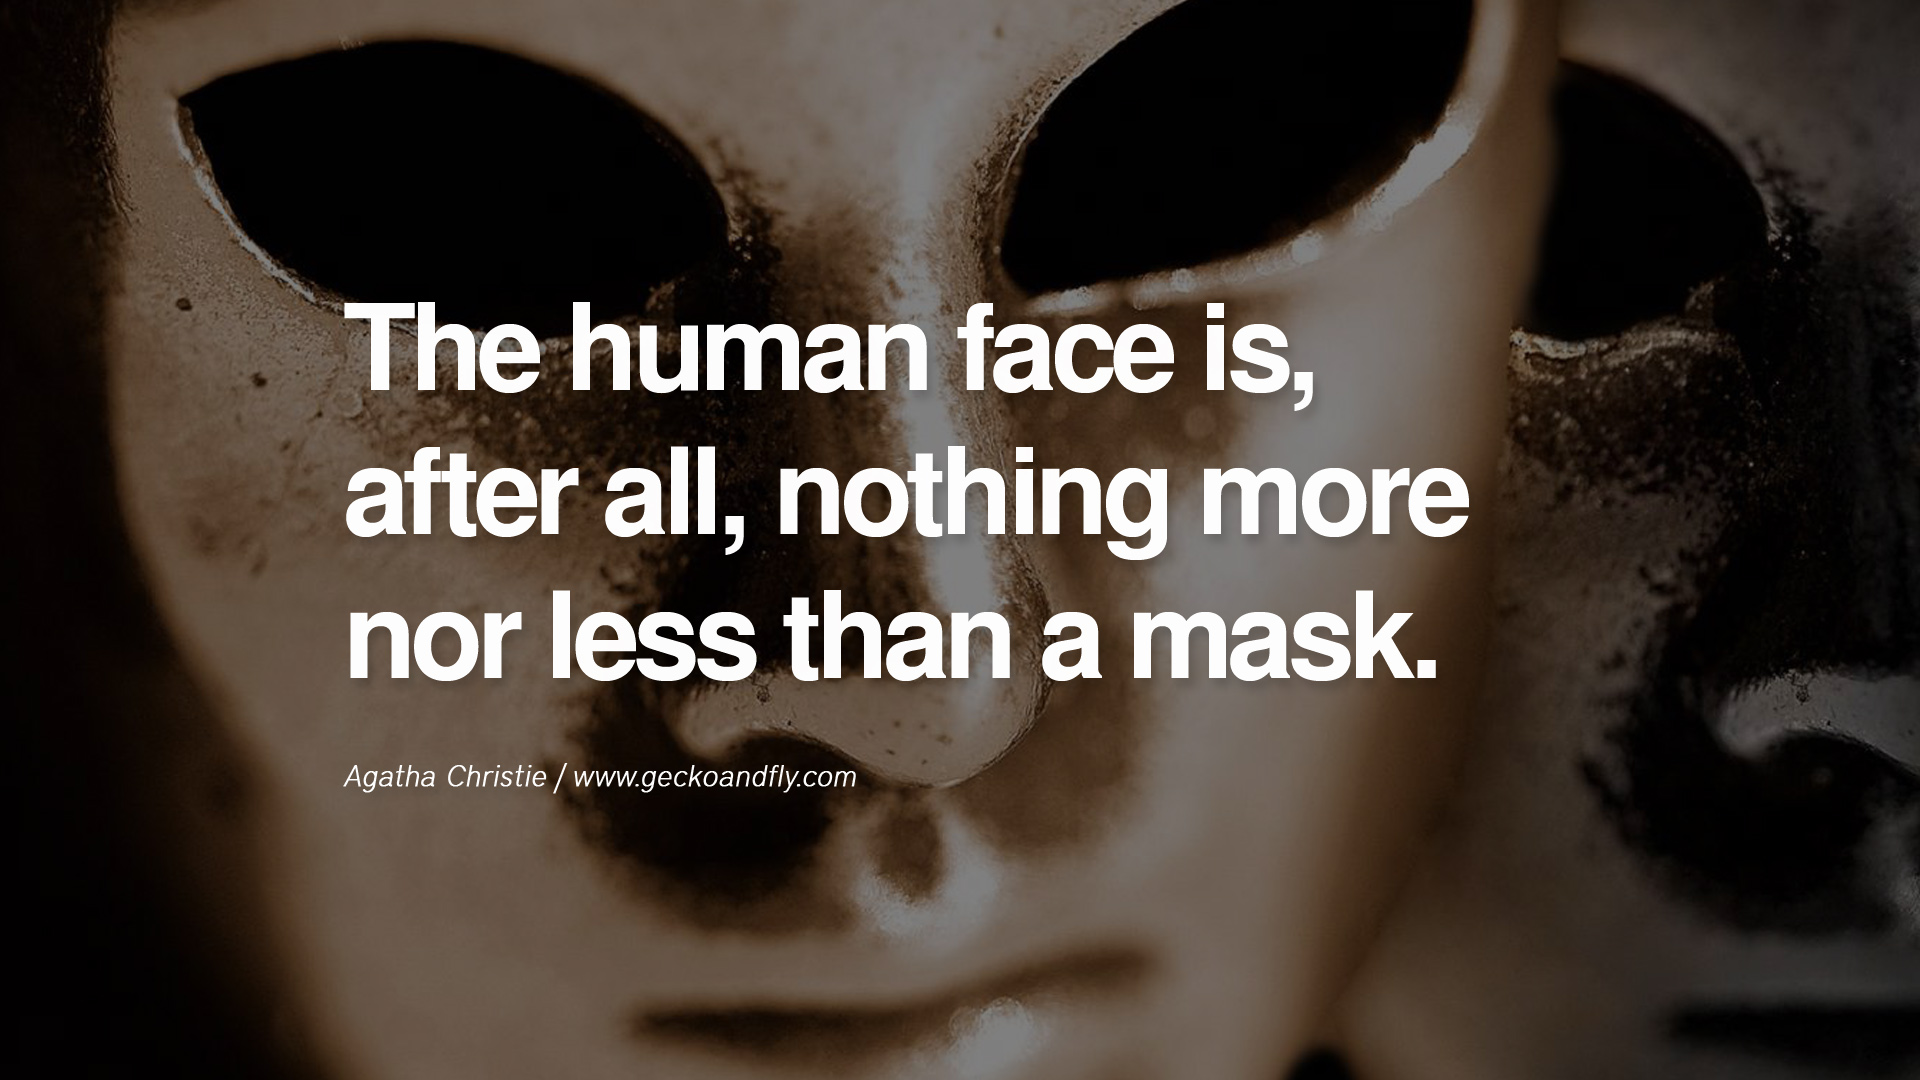 The human face is,
after all, nothing more
nor less than a mask.
Agatha Christie / www.geckoandfly.com